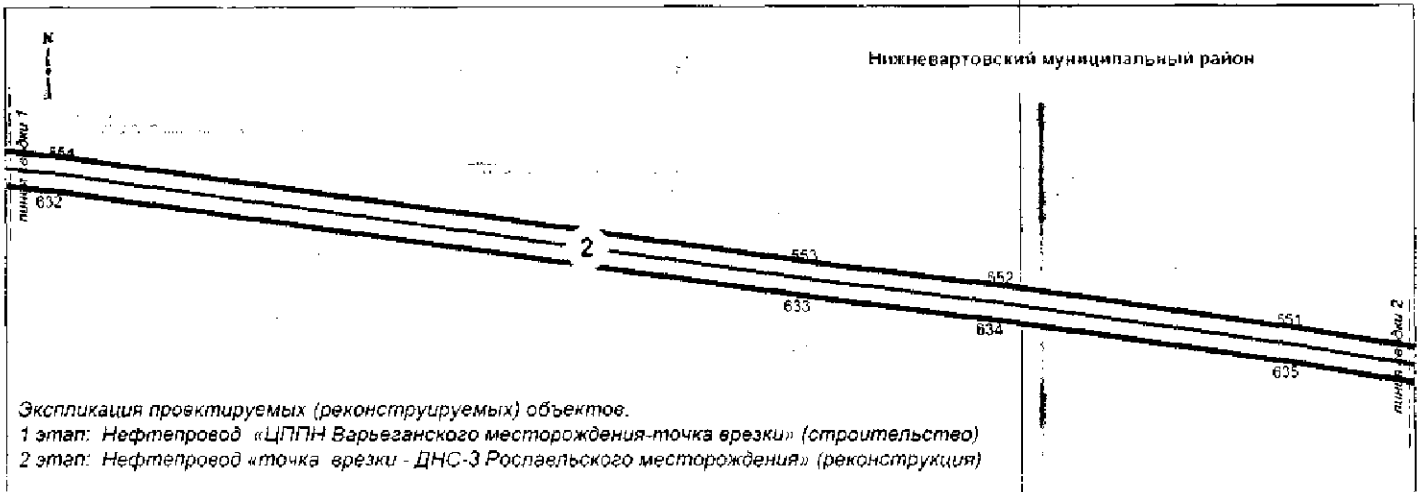 Нижневартовский муниципальный район
линия сводки 1
554
632
2
553
633
552
634
551
635
линия сводки 2
Экспликация проектируемых (реконструируемых) объектов.
1 этап: Нефтепровод «ЦППН Варьеганского месторождения-точка врезки» (строительство)
2 этап: Нефтепровод «точка врезки - ДНС-3 Рославльского месторождения» (реконструкция)